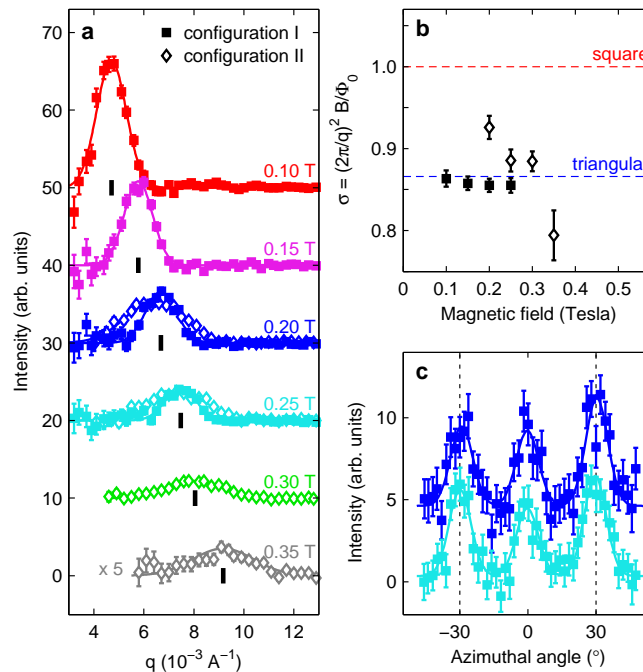 a
configuration I
configuration II
70
60
50
40
30
20
10
0
Intensity (arb. units)
0.10 T
0.15 T
0.20 T
0.25 T
0.30 T
0.35 T
x 5
4
6
8
10
12
q (10⁻³ A⁻¹)
b
square
triangular
1.0
0.9
0.8
σ = (2π/q)² B/Φ₀
0
0.1
0.2
0.3
0.4
0.5
Magnetic field (Tesla)
c
10
5
0
Intensity (arb. units)
−30
0
30
Azimuthal angle (°)